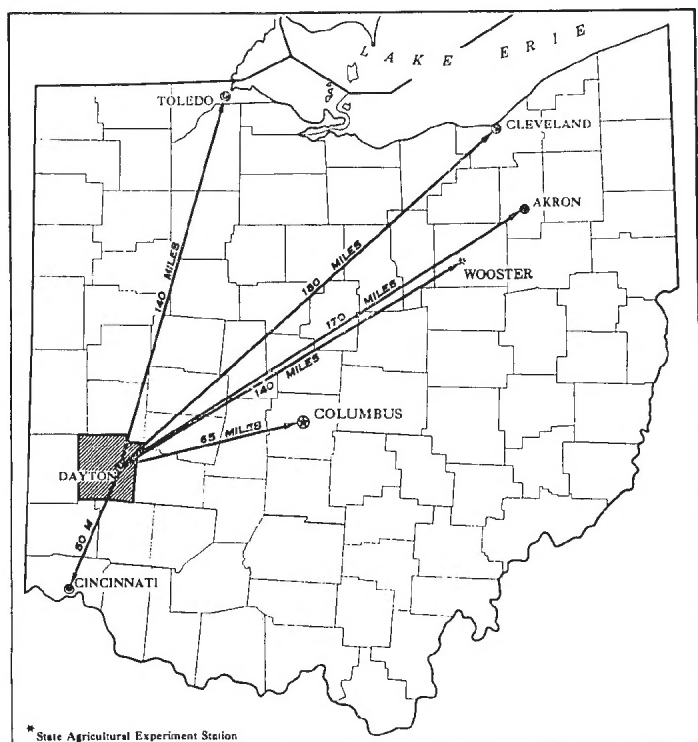 LAKE ERIE
TOLEDO
CLEVELAND
AKRON
WOOSTER
140 MILES
180 MILES
170 MILES
140 MILES
COLUMBUS
65 MILES
DAYTON
50 M
CINCINNATI
* State Agricultural Experiment Station